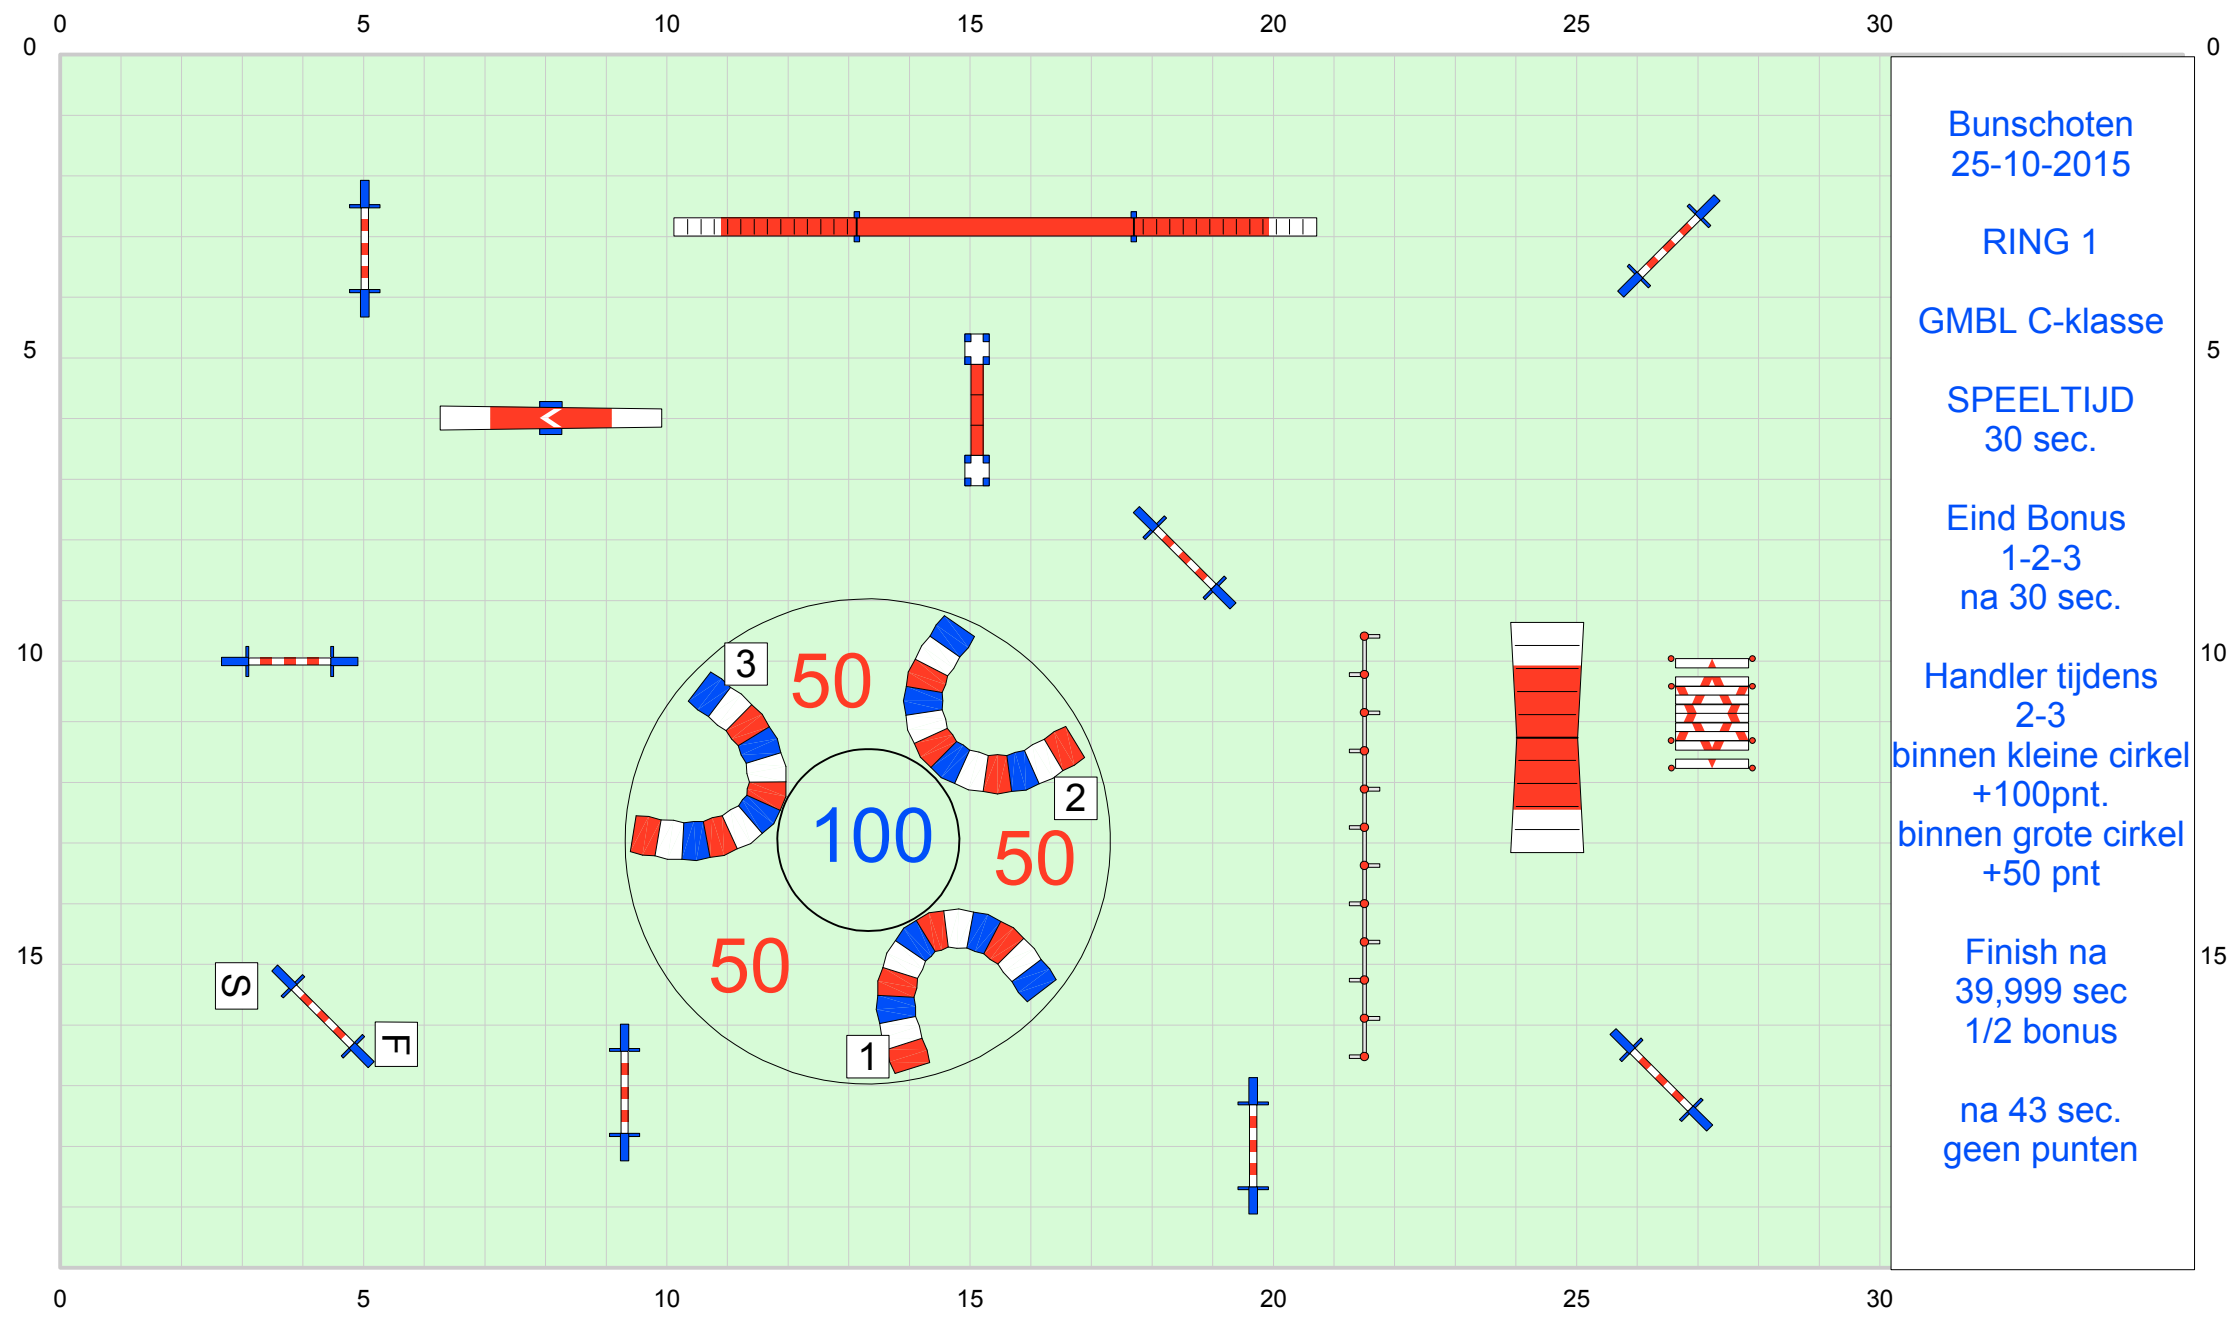 0 5 10 15 20 25 30
0 0
Bunschoten
25-10-2015
RING 1
GMBL C-klasse
5 5
SPEELTIJD
30 sec.
Eind Bonus
1-2-3
na 30 sec.
10 10
3
50
2
100
50
50
1
S
F
Handler tijdens
2-3
binnen kleine cirkel
+100pnt.
binnen grote cirkel
+50 pnt
15 15
Finish na
39,999 sec
1/2 bonus
na 43 sec.
geen punten
0 5 10 15 20 25 30